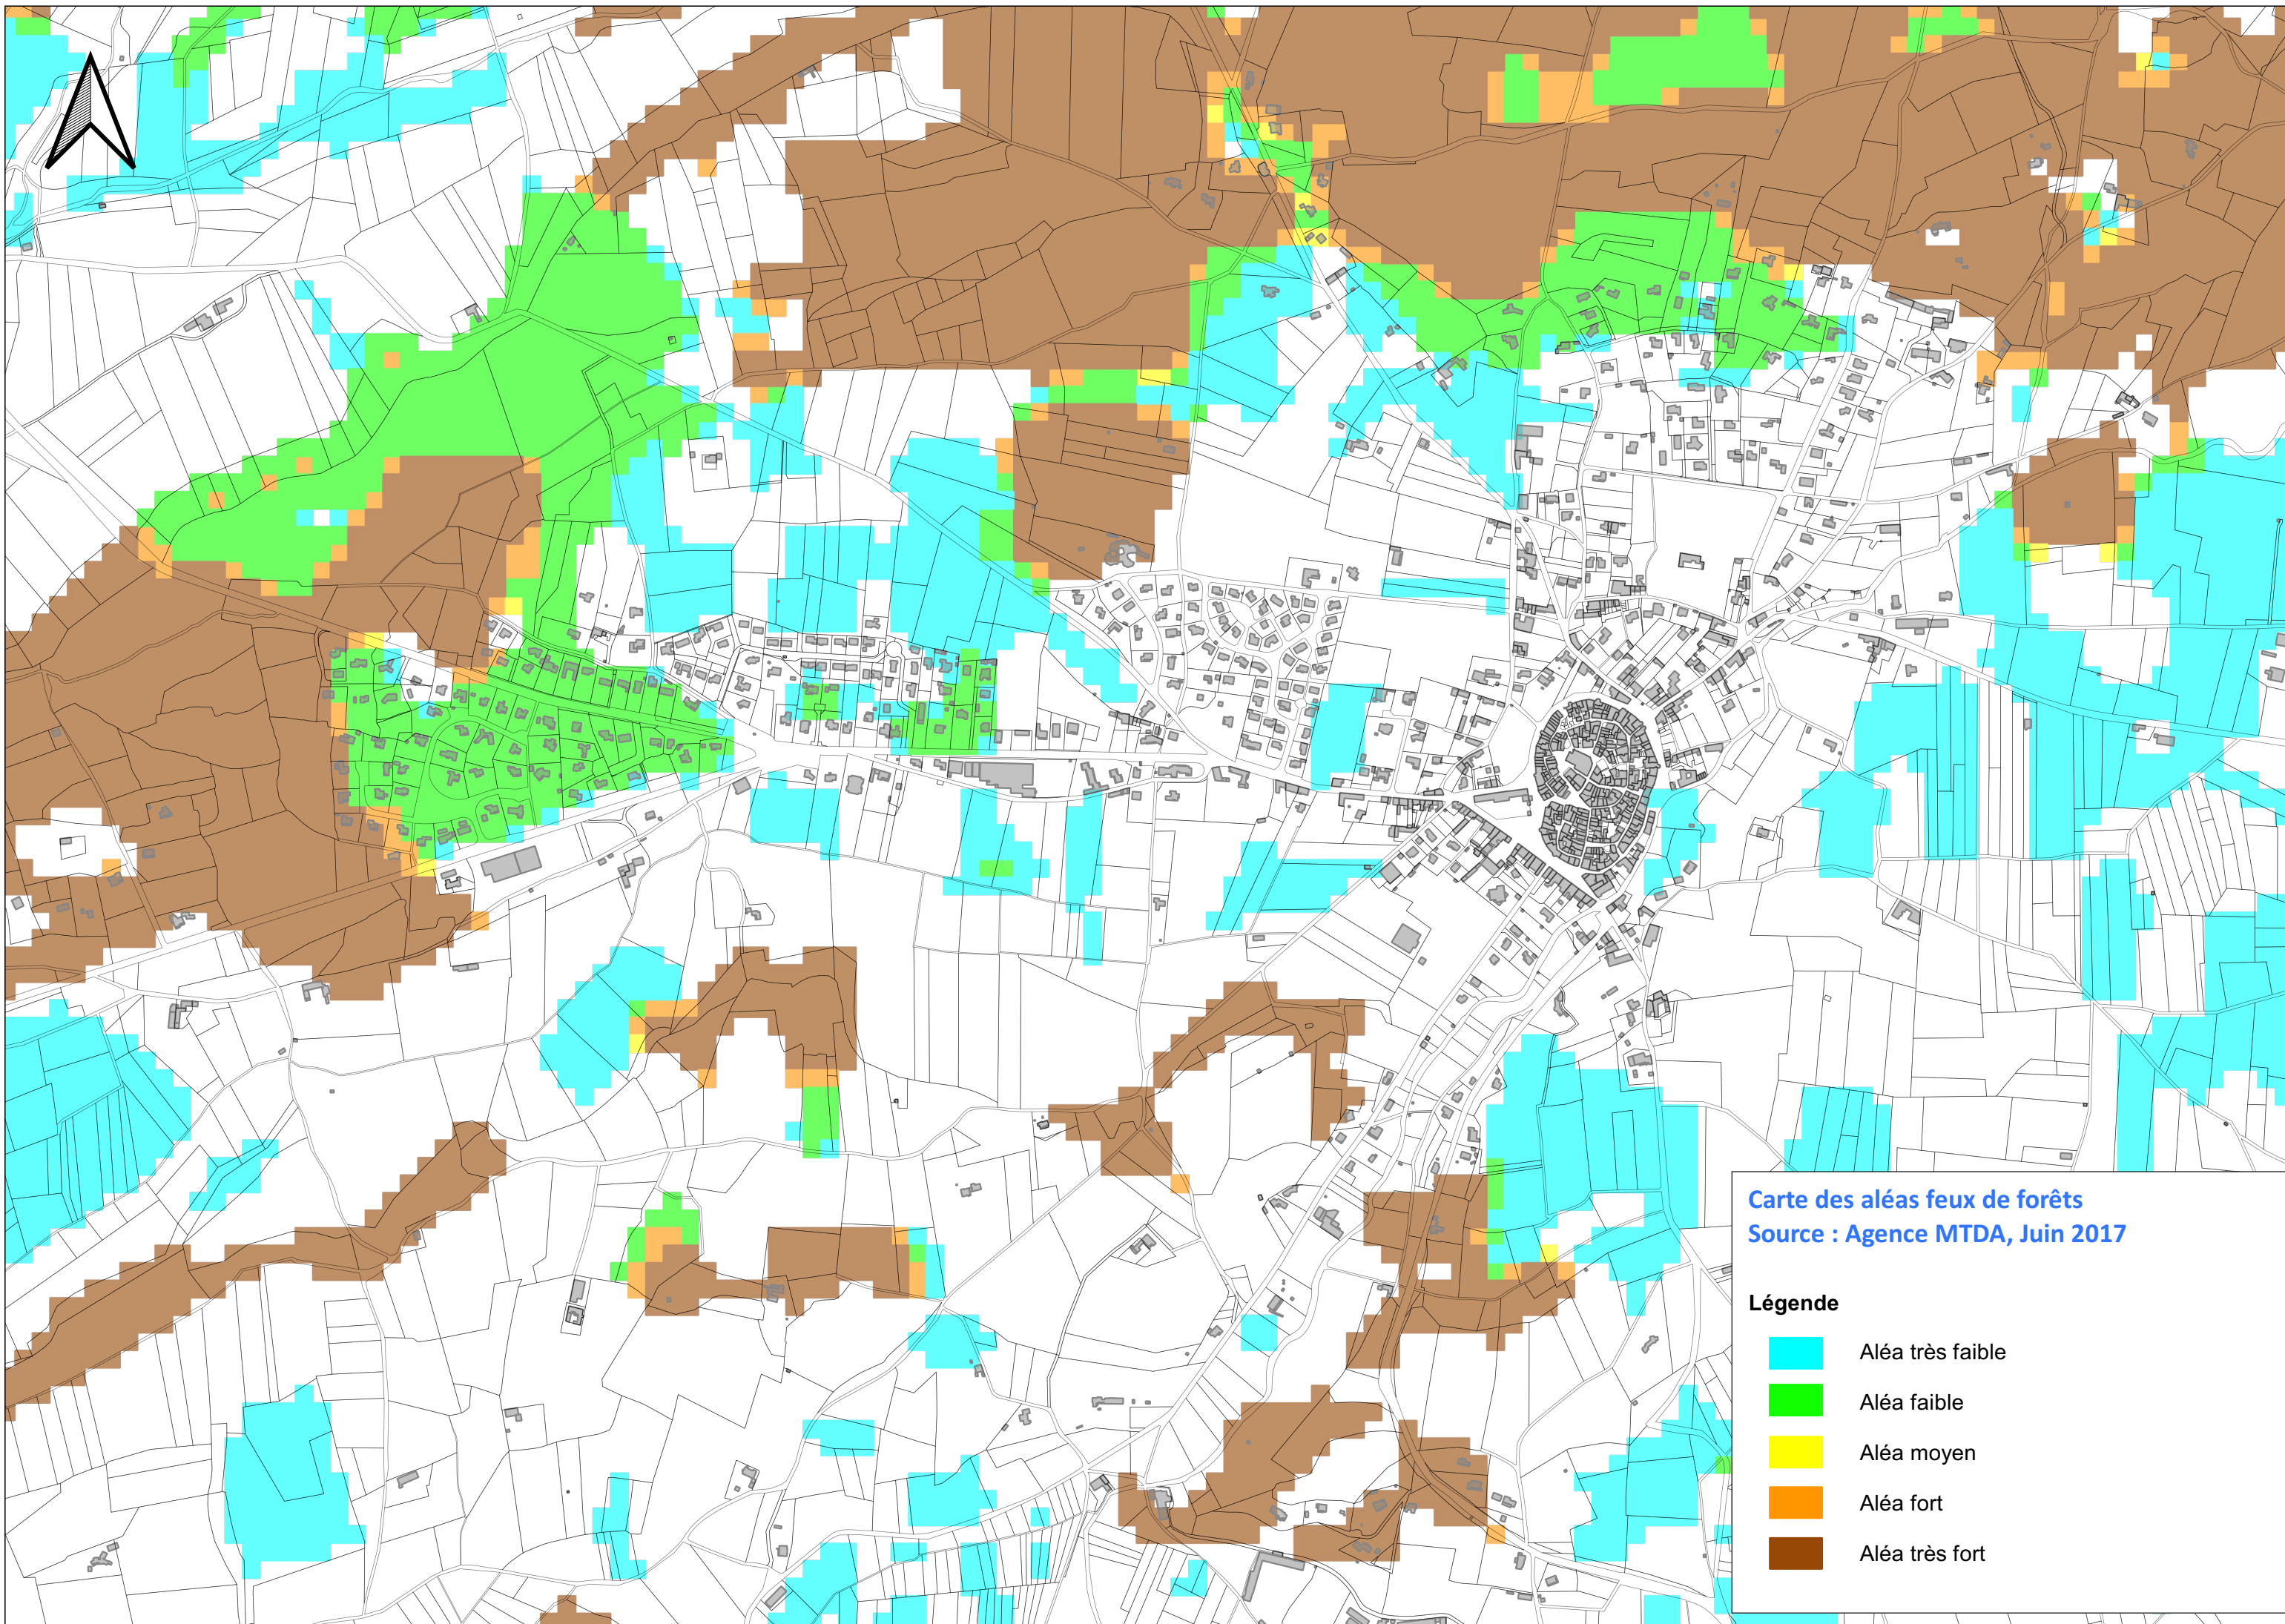 Carte des aléas feux de forêts
Source : Agence MTDA, Juin 2017
Légende
Aléa très faible
Aléa faible
Aléa moyen
Aléa fort
Aléa très fort